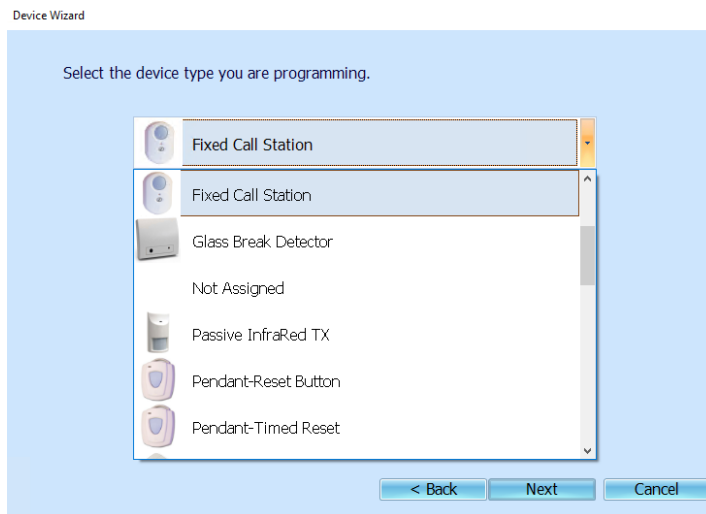 Device Wizard
Select the device type you are programming.
Fixed Call Station
Fixed Call Station
Glass Break Detector
Not Assigned
Passive InfraRed TX
Pendant-Reset Button
Pendant-Timed Reset
< Back Next Cancel